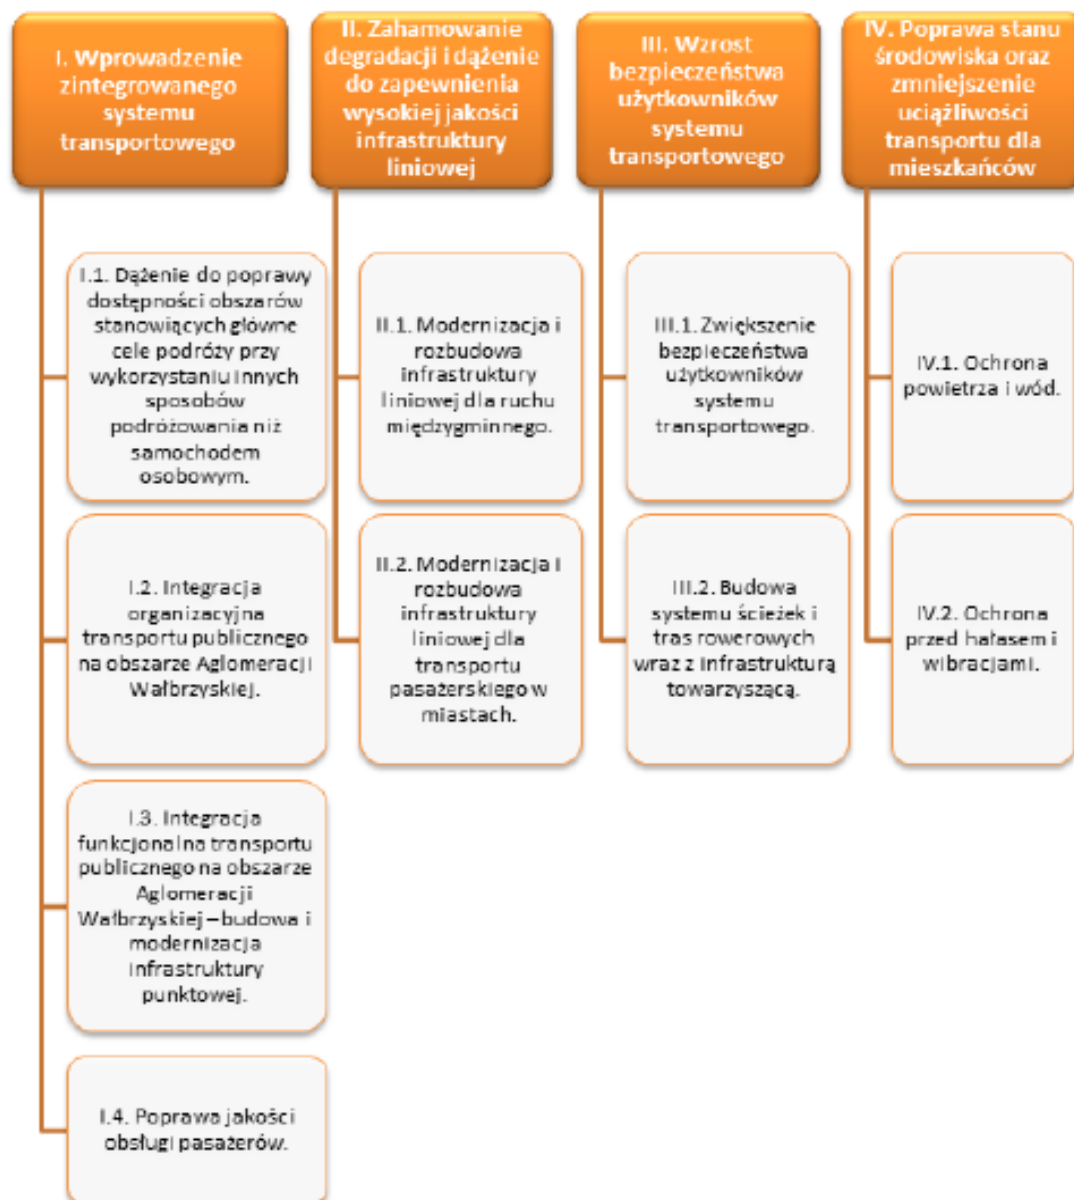 I. Wprowadzenie
zintegrowanego
systemu
transportowego
II. Zahamowanie
degradacji i dążenie
do zapewnienia
wysokiej jakości
infrastruktury
liniowej
III. Wzrost
bezpieczeństwa
użytkowników
systemu
transportowego
IV. Poprawa stanu
środowiska oraz
zmniejszenie
uciążliwości
transportu dla
mieszkańców
I.1. Dążenie do poprawy
dostępności obszarów
stanowiących główne
cele podróży przy
wykorzystaniu innych
sposobów
podróżowania niż
samochodem
osobowym.
II.1. Modernizacja i
rozbudowa
infrastruktury
liniowej dla ruchu
międzygminnego.
III.1. Zwiększenie
bezpieczeństwa
użytkowników
systemu
transportowego.
IV.1. Ochrona
powietrza i wód.
I.2. Integracja
organizacyjna
transportu publicznego
na obszarze Aglomeracji
Wałbrzyskiej.
II.2. Modernizacja i
rozbudowa
infrastruktury
liniowej dla
transportu
pasażerskiego w
miastach.
III.2. Budowa
systemu ścieżek i
tras rowerowych
wraz z infrastrukturą
towarzyszącą.
IV.2. Ochrona
przed hałasem i
wibracjami.
I.3. Integracja
funkcjonalna transportu
publicznego na obszarze
Aglomeracji
Wałbrzyskiej – budowa i
modernizacja
infrastruktury
punktowej.
I.4. Poprawa jakości
obsługi pasażerów.